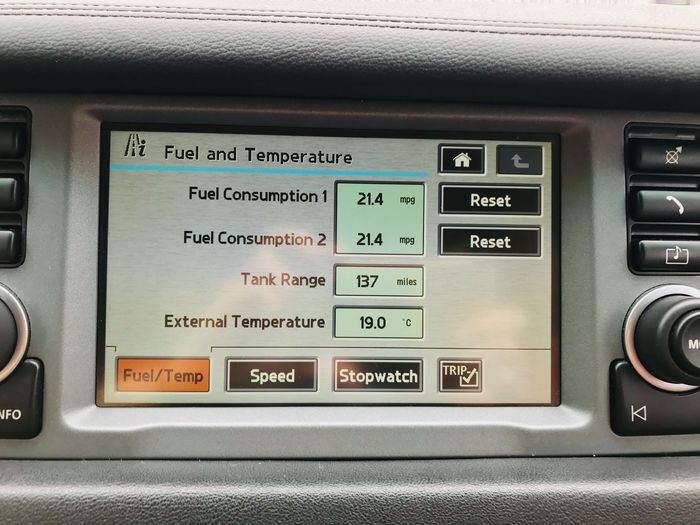 Fuel and Temperature
Fuel Consumption 1 21.4 mpg Reset
Fuel Consumption 2 21.4 mpg Reset
Tank Range 137 miles
External Temperature 19.0 °C
Fuel/Temp Speed Stopwatch TRIP
NFO
MO